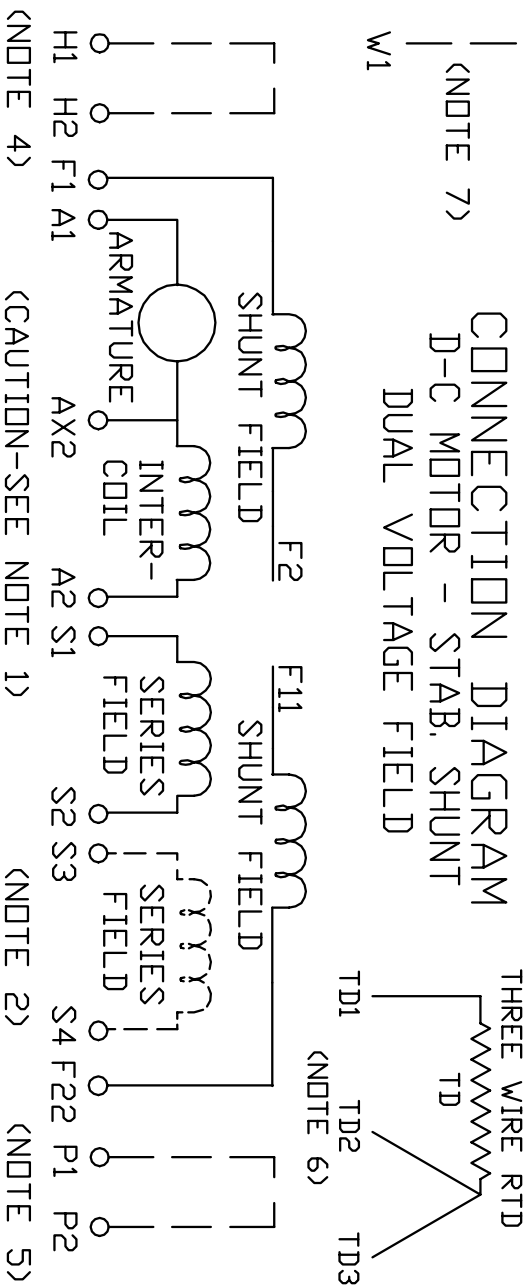 CONNECTION DIAGRAM
D-C MOTOR - STAB. SHUNT
DUAL VOLTAGE FIELD
W1
(NOTE 7)
THREE WIRE RTD
TD
TD1
TD2
TD3
(NOTE 6)
F2
F11
SHUNT FIELD
SHUNT FIELD
ARMATURE
INTER-
COIL
SERIES
FIELD
SERIES
FIELD
H1 H2 F1 A1 AX2 A2 S1 S2 S3 S4 F22 P1 P2
(NOTE 4) (CAUTION-SEE NOTE 1) (NOTE 2) (NOTE 5)